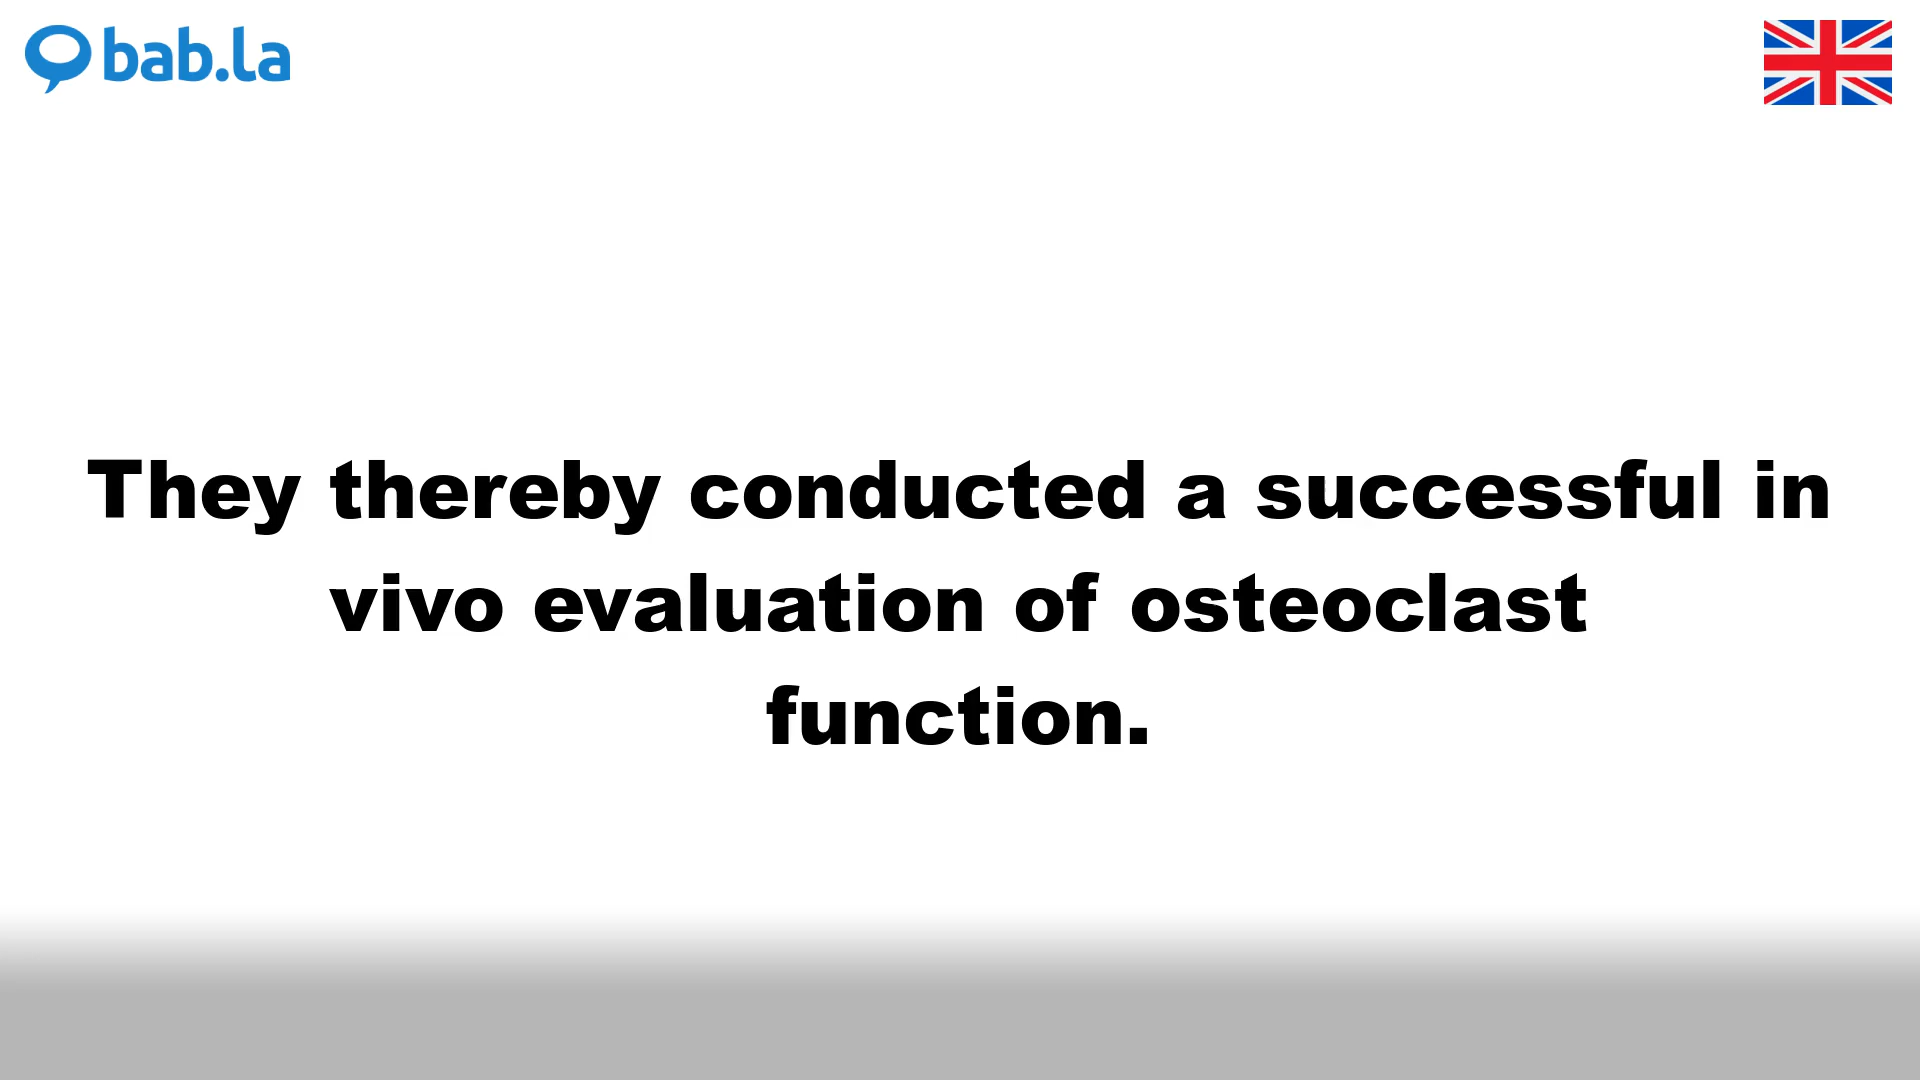 bab.la
They thereby conducted a successful in
vivo evaluation of osteoclast
function.